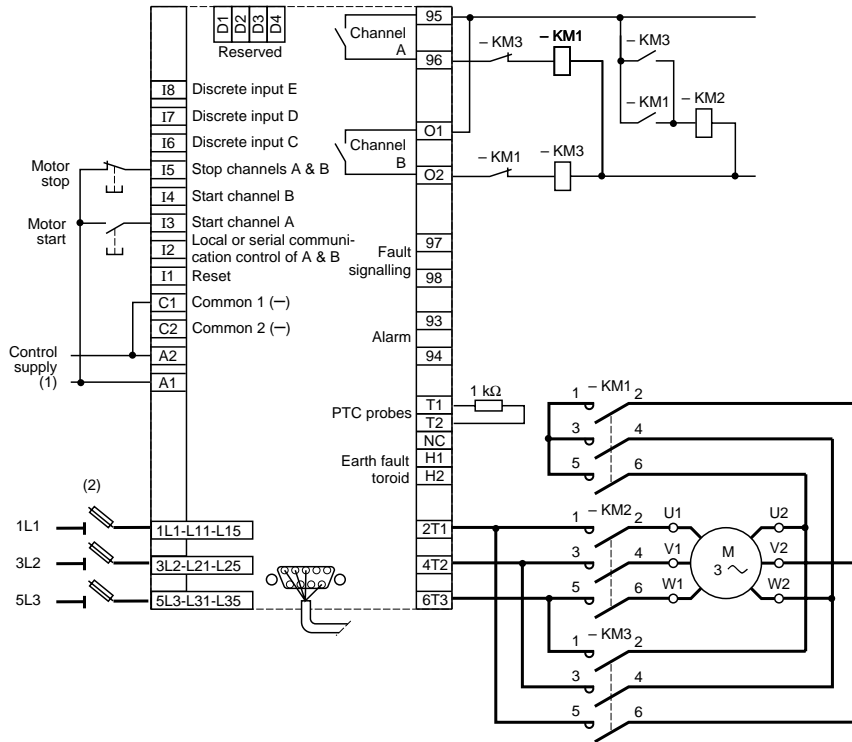 D1 D2 D3 D4
Reserved
I8 Discrete input E
I7 Discrete input D
I6 Discrete input C
Motor stop
I5 Stop channels A & B
I4 Start channel B
Motor start
I3 Start channel A
I2 Local or serial communi-
cation control of A & B
I1 Reset
C1 Common 1 (–)
C2 Common 2 (–)
Control supply (1)
A2
A1
Channel A
95
96
– KM3
– KM1
– KM3
– KM1
– KM2
Channel B
O1
O2
– KM1
– KM3
Fault signalling
97
98
Alarm
93
94
PTC probes
T1
T2
1 kΩ
NC
Earth fault toroid
H1
H2
(2)
1L1
1L1-L11-L15
3L2
3L2-L21-L25
5L3
5L3-L31-L35
2T1
4T2
6T3
1 – KM1 2
3 4
5 6
1 – KM2 2 U1 U2
3 4 V1 V2
5 6 W1 W2
M
3 ~
1 – KM3 2
3 4
5 6